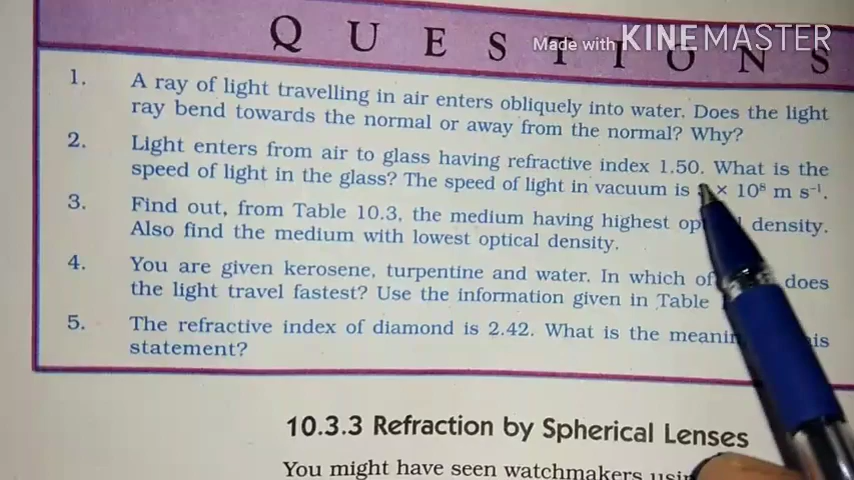 Made with KINEMASTER
QUESTIONS
1. A ray of light travelling in air enters obliquely into water. Does the light
ray bend towards the normal or away from the normal? Why?
2. Light enters from air to glass having refractive index 1.50. What is the
speed of light in the glass? The speed of light in vacuum is × 10⁸ m s⁻¹.
3. Find out, from Table 10.3, the medium having highest density.
Also find the medium with lowest optical density.
4. You are given kerosene, turpentine and water. In which of does
the light travel fastest? Use the information given in Table
5. The refractive index of diamond is 2.42. What is the
statement?
10.3.3 Refraction by Spherical Lenses
You might have seen watchmakers